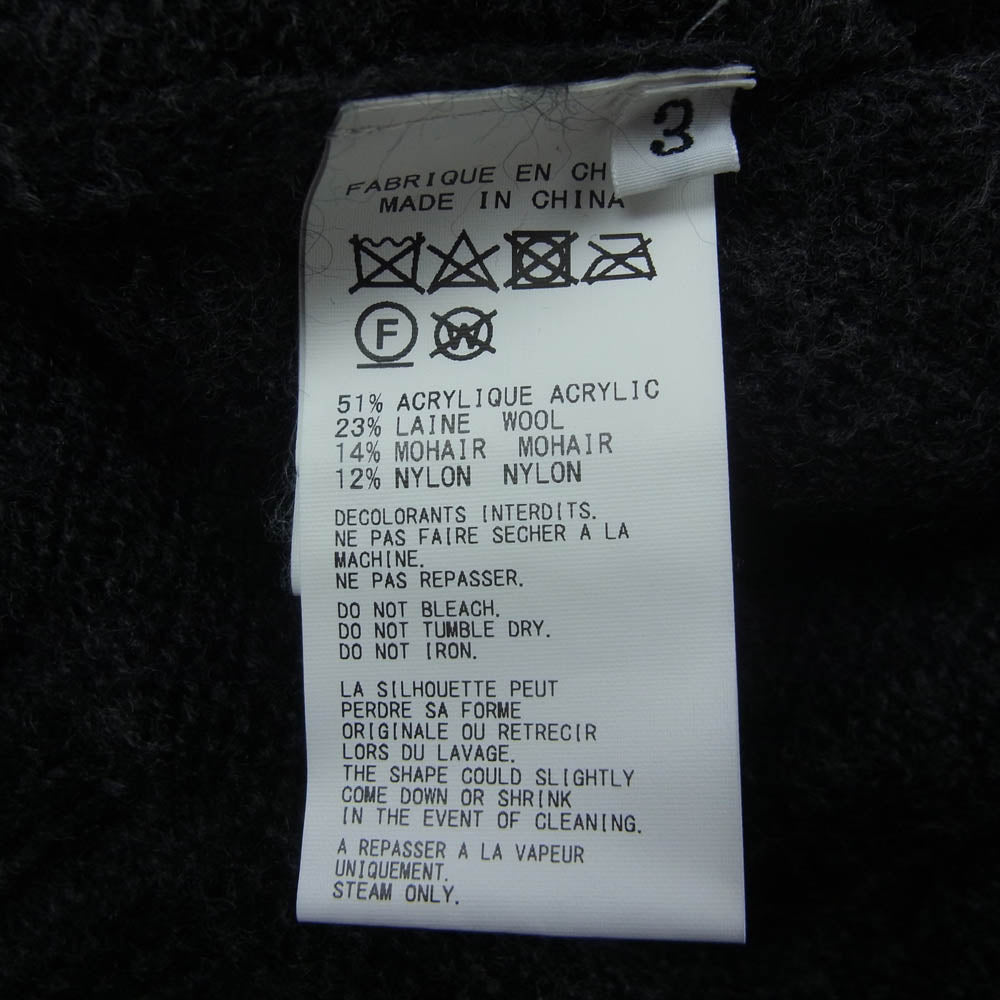 3
FABRIQUE EN CH
MADE IN CHINA
F W
51% ACRYLIQUE ACRYLIC
23% LAINE WOOL
14% MOHAIR MOHAIR
12% NYLON NYLON
DECOLORANTS INTERDITS.
NE PAS FAIRE SECHER A LA
MACHINE.
NE PAS REPASSER.
DO NOT BLEACH.
DO NOT TUMBLE DRY.
DO NOT IRON.
LA SILHOUETTE PEUT
PERDRE SA FORME
ORIGINALE OU RETRECIR
LORS DU LAVAGE.
THE SHAPE COULD SLIGHTLY
COME DOWN OR SHRINK
IN THE EVENT OF CLEANING.
A REPASSER A LA VAPEUR
UNIQUEMENT.
STEAM ONLY.